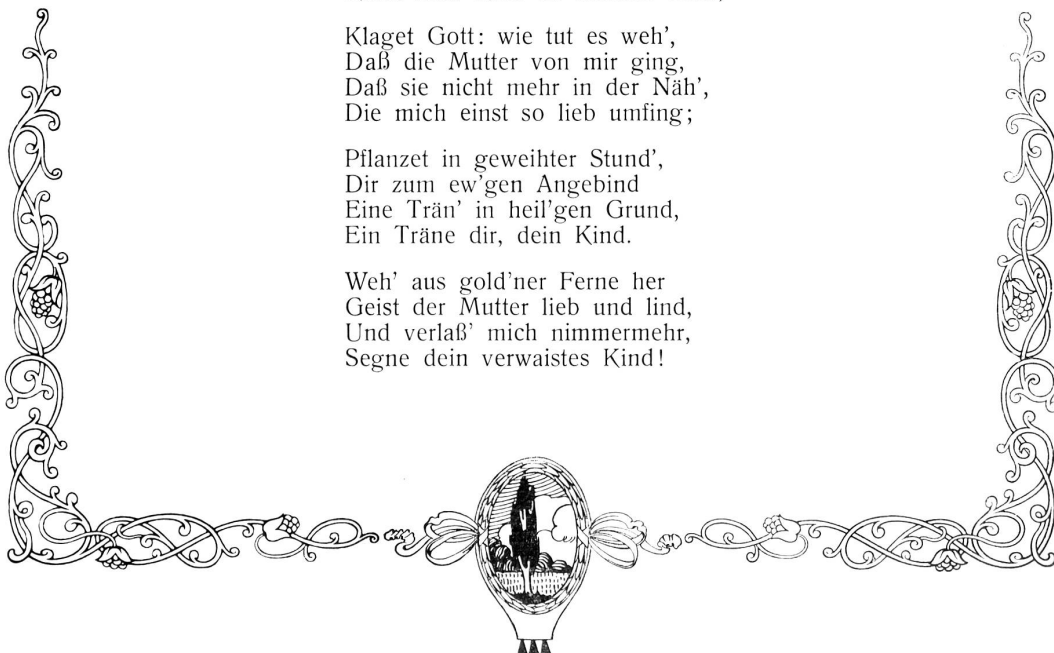 Klaget Gott: wie tut es weh',
Daß die Mutter von mir ging,
Daß sie nicht mehr in der Näh',
Die mich einst so lieb umfing;

Pflanzet in geweihter Stund',
Dir zum ew'gen Angebind
Eine Trän' in heil'gen Grund,
Ein Träne dir, dein Kind.

Weh' aus gold'ner Ferne her
Geist der Mutter lieb und lind,
Und verlaß' mich nimmermehr,
Segne dein verwaistes Kind!